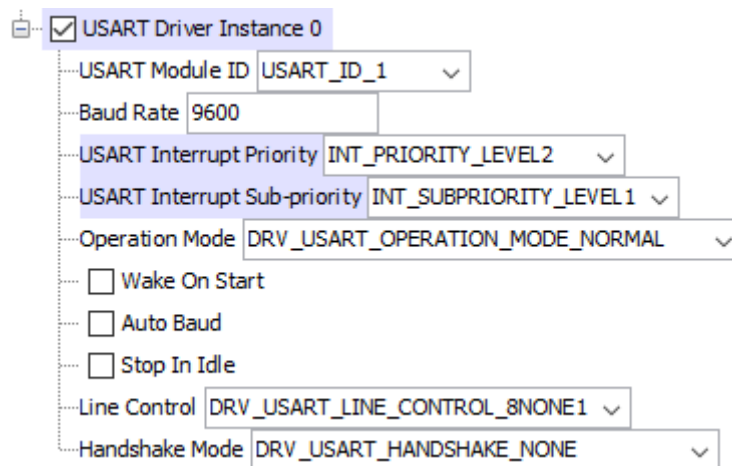 USART Driver Instance 0
USART Module ID USART_ID_1
Baud Rate 9600
USART Interrupt Priority INT_PRIORITY_LEVEL2
USART Interrupt Sub-priority INT_SUBPRIORITY_LEVEL1
Operation Mode DRV_USART_OPERATION_MODE_NORMAL
Wake On Start
Auto Baud
Stop In Idle
Line Control DRV_USART_LINE_CONTROL_8NONE1
Handshake Mode DRV_USART_HANDSHAKE_NONE